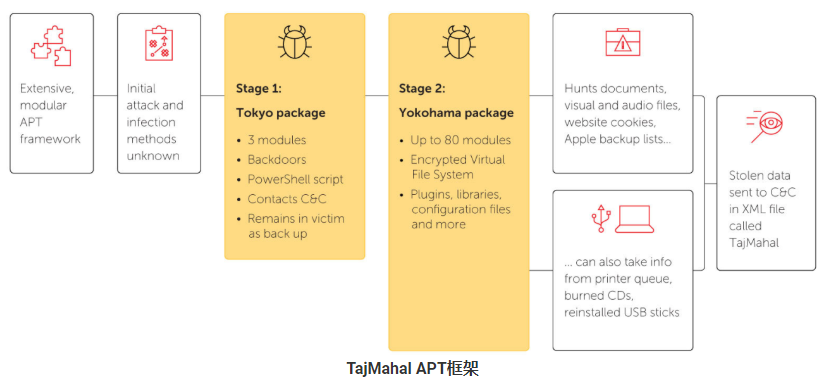 Extensive,
modular
APT
framework
Initial
attack and
infection
methods
unknown
Stage 1:
Tokyo package
• 3 modules
• Backdoors
• PowerShell script
• Contacts C&C
• Remains in victim
as back up
Stage 2:
Yokohama package
• Up to 80 modules
• Encrypted Virtual
File System
• Plugins, libraries,
configuration files
and more
Hunts documents,
visual and audio files,
website cookies,
Apple backup lists...
... can also take info
from printer queue,
burned CDs,
reinstalled USB sticks
Stolen data
sent to C&C
in XML file
called
TajMahal
TajMahal APT框架